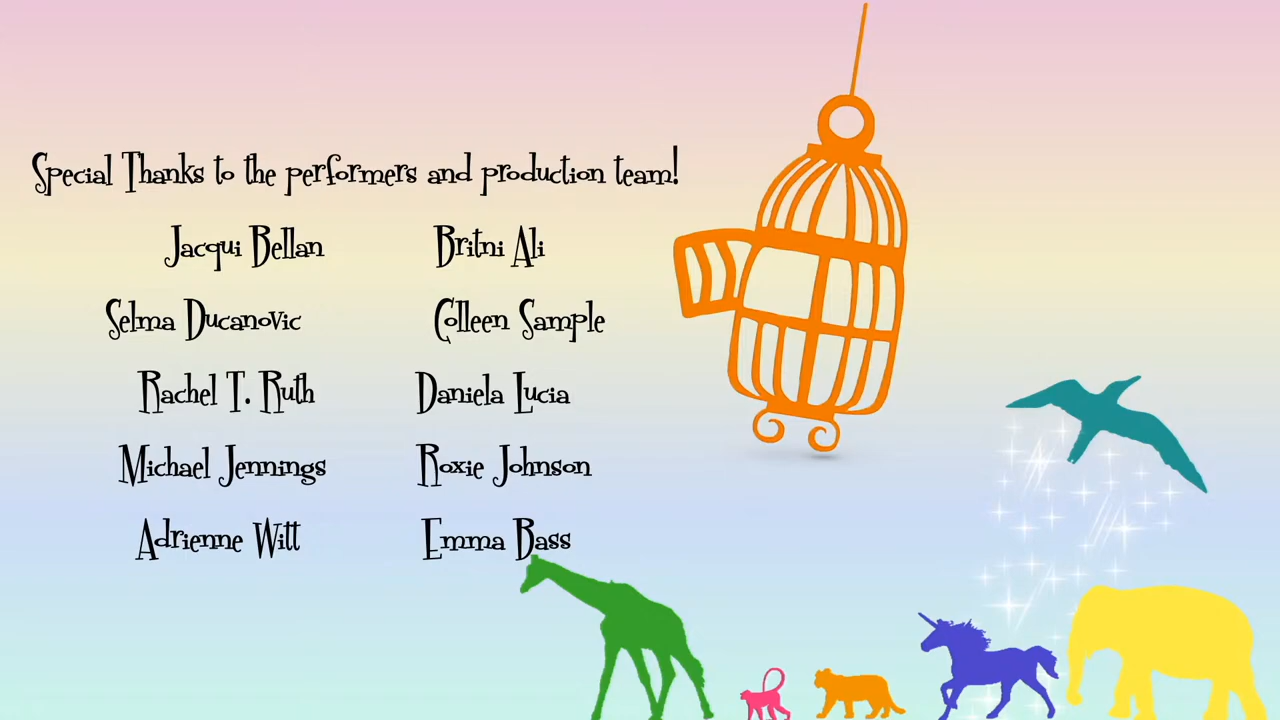 Special Thanks to the performers and production team!
Jacqui Bellan Britni Ali
Selma Ducanovic Colleen Sample
Rachel T. Ruth Daniela Lucia
Michael Jennings Roxie Johnson
Adrienne Witt Emma Bass